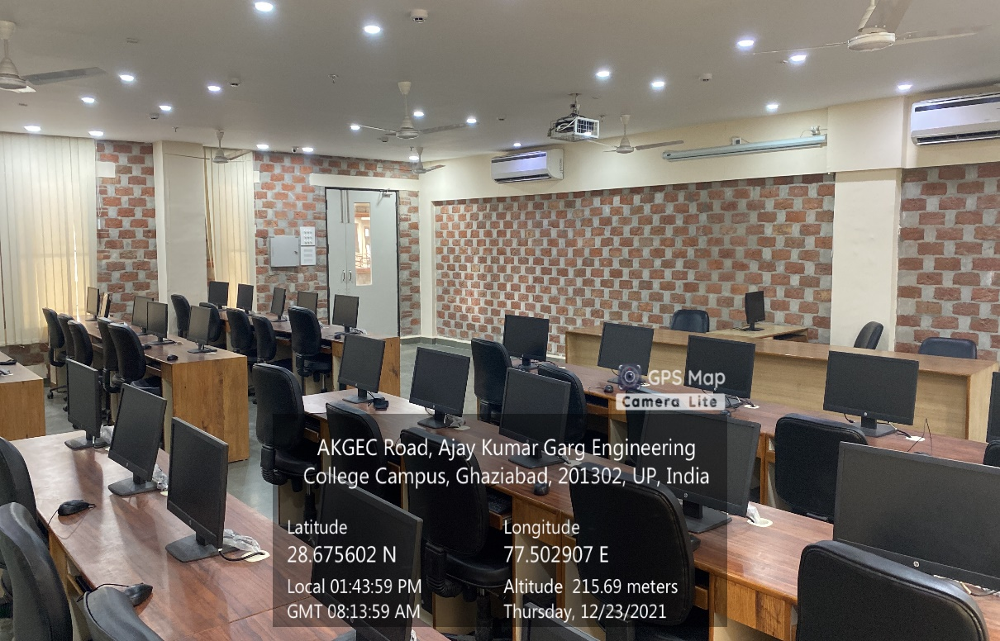 GPS Map
Camera Lite
AKGEC Road, Ajay Kumar Garg Engineering
College Campus, Ghaziabad, 201302, UP, India
Latitude
28.675602 N
Longitude
77.502907 E
Local 01:43:59 PM
GMT 08:13:59 AM
Altitude 215.69 meters
Thursday, 12/23/2021